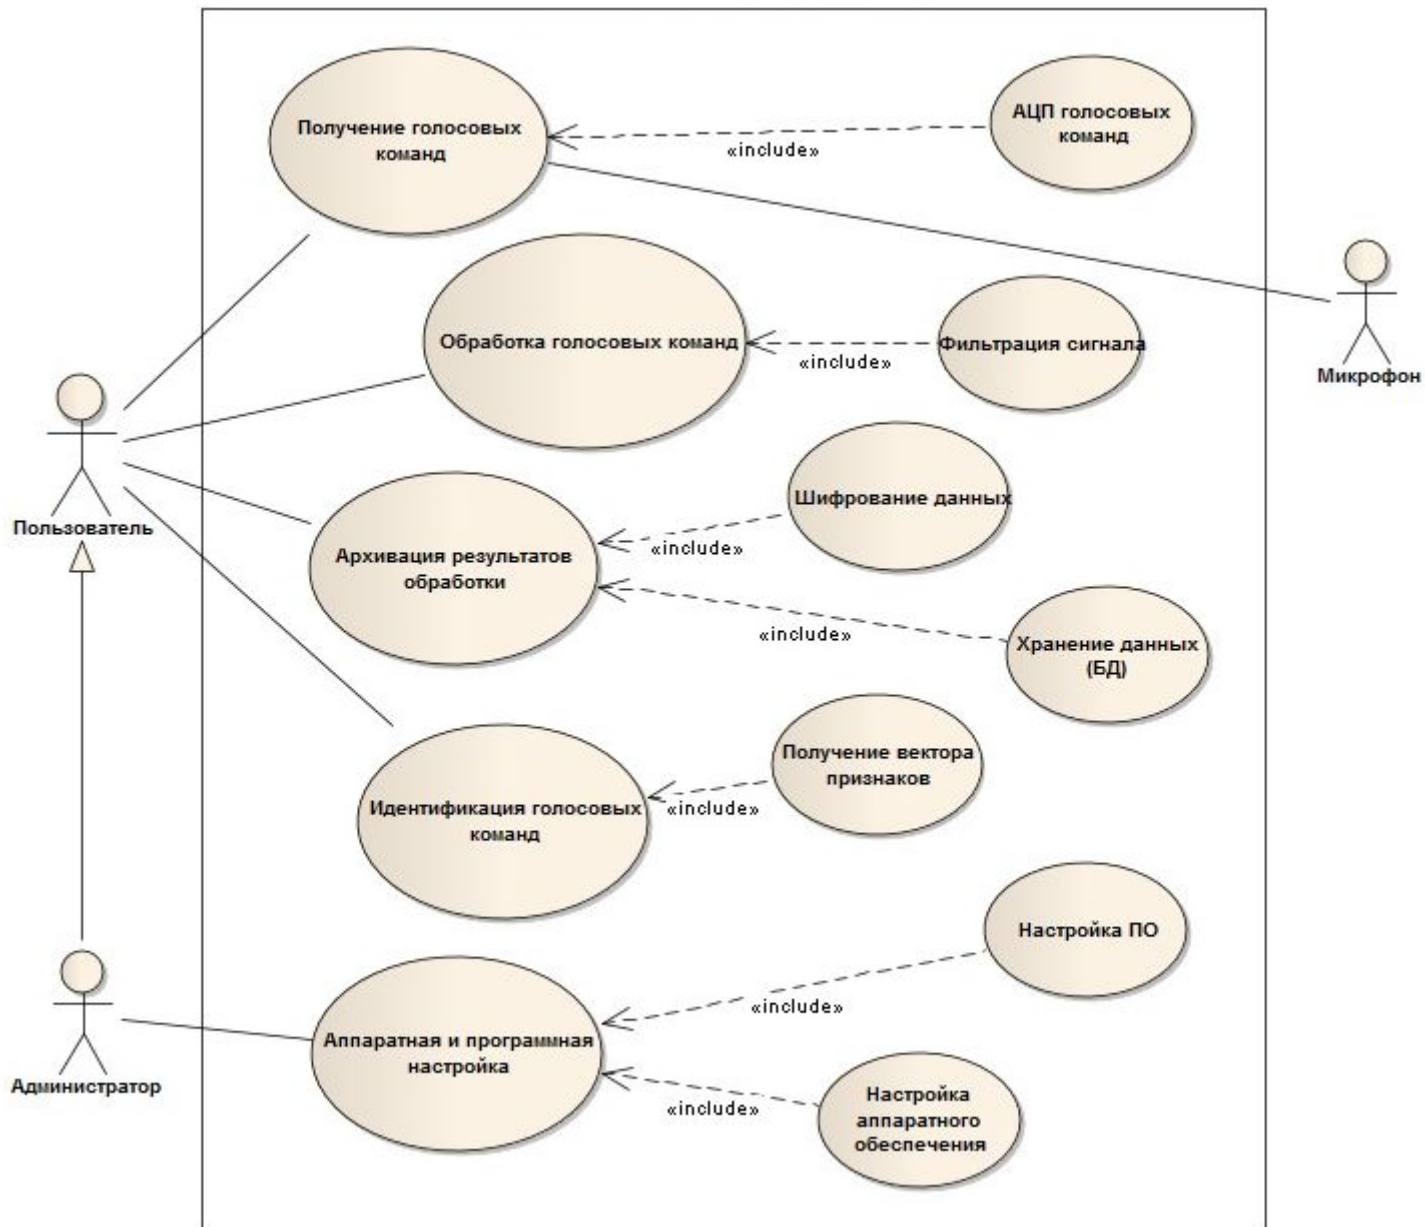 Получение голосовых
команд
АЦП голосовых
команд
«include»
Обработка голосовых команд
Фильтрация сигнала
«include»
Микрофон
Пользователь
Шифрование данных
«include»
Архивация результатов
обработки
«include»
Хранение данных
(БД)
Получение вектора
признаков
«include»
Идентификация голосовых
команд
Настройка ПО
«include»
Аппаратная и программная
настройка
Администратор
«include»
Настройка
аппаратного
обеспечения